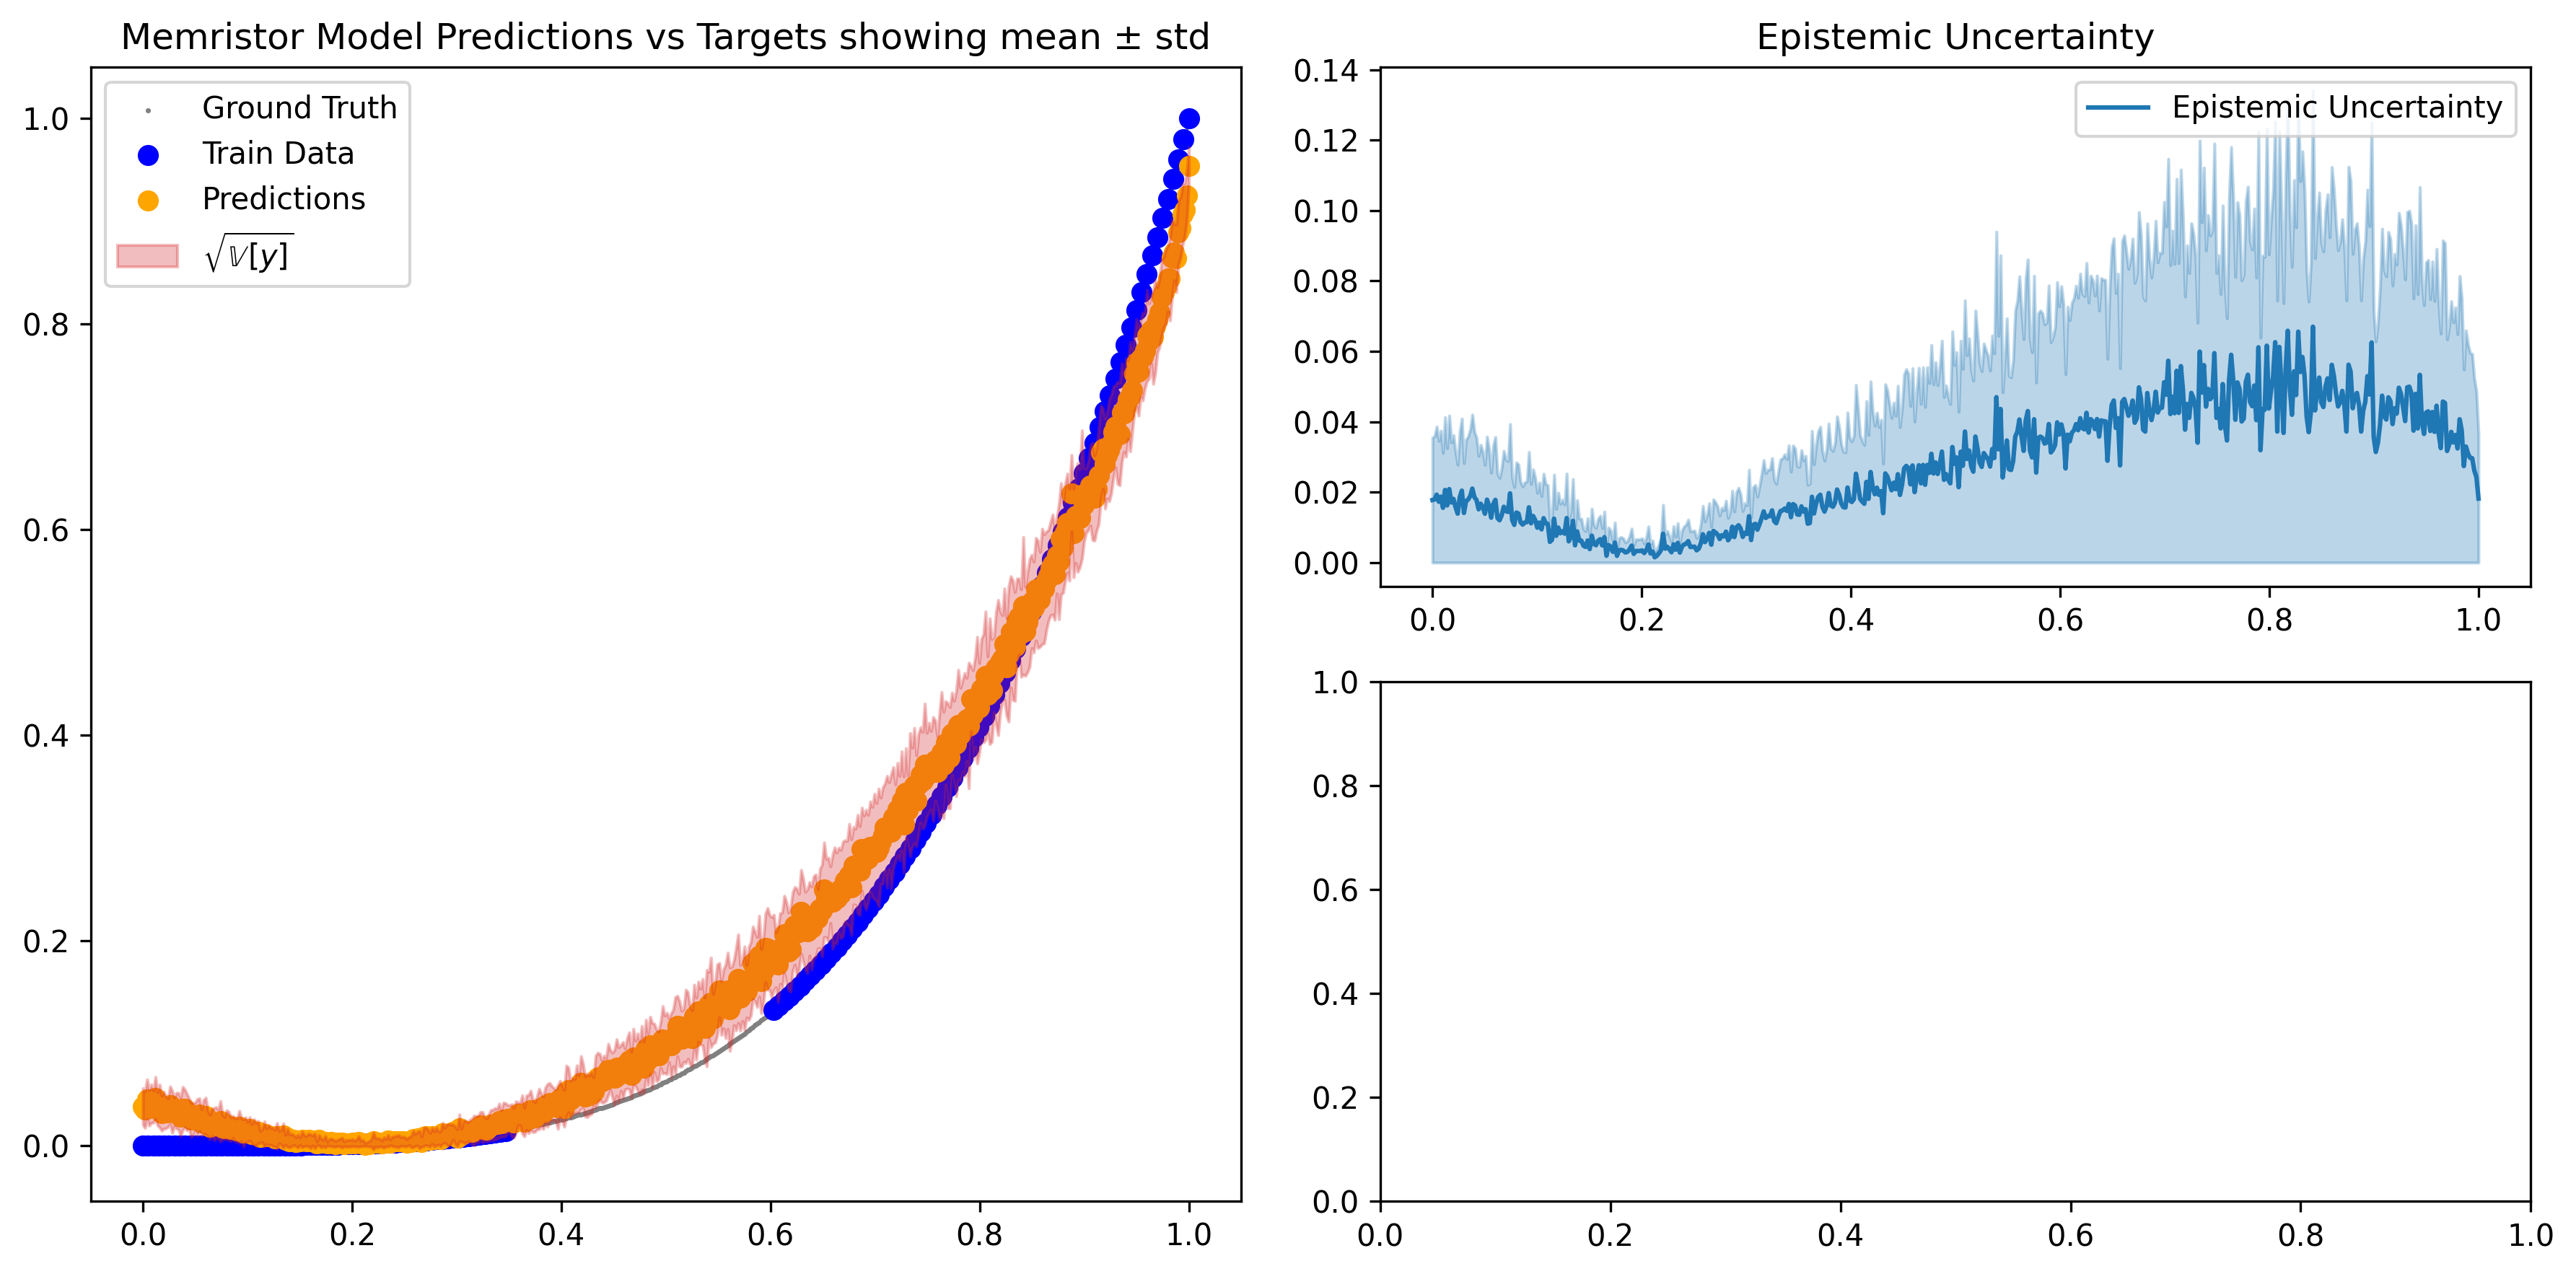 Memristor Model Predictions vs Targets showing mean ± std
Ground Truth
Train Data
Predictions
√𝕍[y]
1.0
0.8
0.6
0.4
0.2
0.0
0.0 0.2 0.4 0.6 0.8 1.0
Epistemic Uncertainty
Epistemic Uncertainty
0.14
0.12
0.10
0.08
0.06
0.04
0.02
0.00
0.0 0.2 0.4 0.6 0.8 1.0
1.0
0.8
0.6
0.4
0.2
0.0
0.0 0.2 0.4 0.6 0.8 1.0